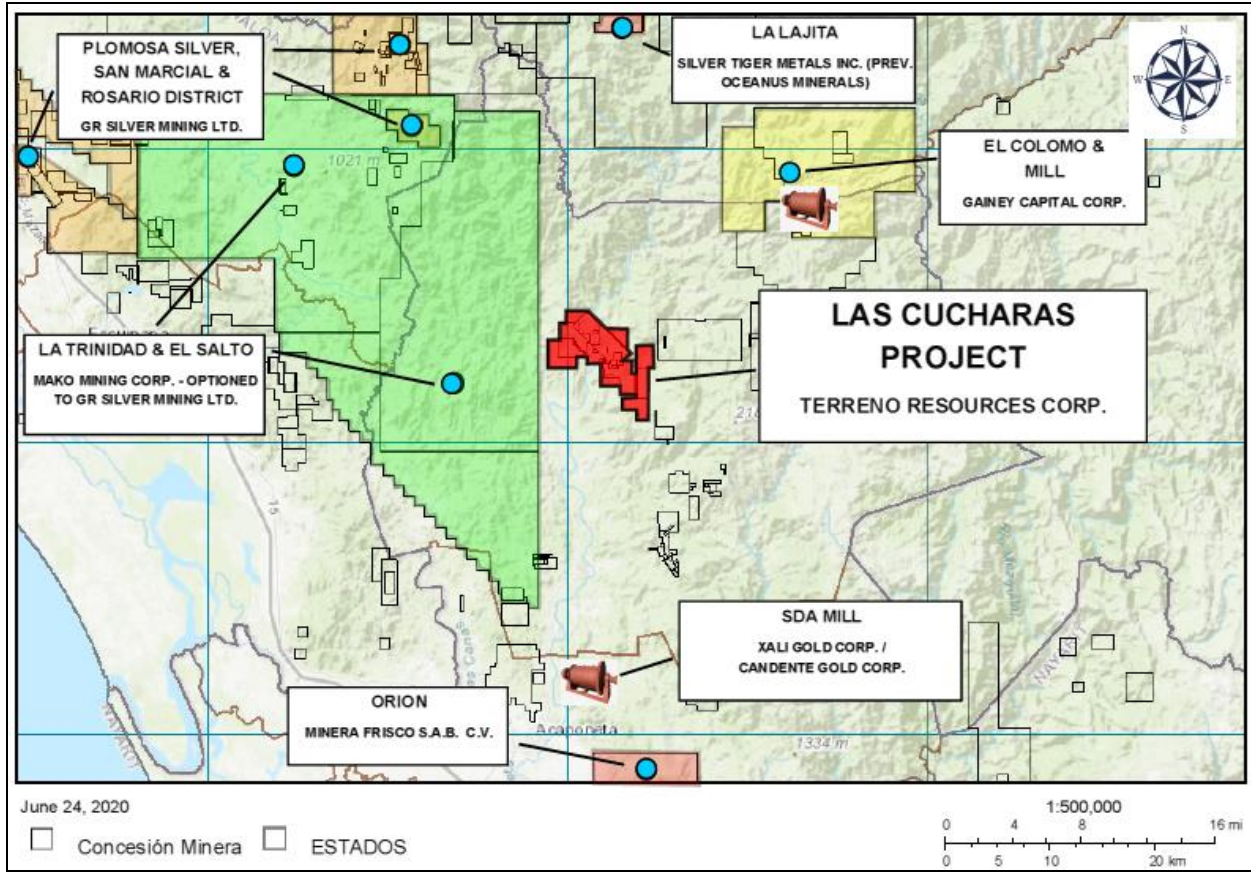 PLOMOSA SILVER,
SAN MARCIAL &
ROSARIO DISTRICT
GR SILVER MINING LTD.
LA LAJITA
SILVER TIGER METALS INC. (PREV.
OCEANUS MINERALS)
N
W
E
S
EL COLOMO &
MILL
GAINEY CAPITAL CORP.
1021 m
LAS CUCHARAS
PROJECT
TERRENO RESOURCES CORP.
LA TRINIDAD & EL SALTO
MAKO MINING CORP. - OPTIONED
TO GR SILVER MINING LTD.
15
SDA MILL
XALI GOLD CORP. /
CANDENTE GOLD CORP.
ORION
MINERA FRISCO S.A.B. C.V.
Acaponeta
1334 m
NAYARIT
June 24, 2020
Concesión Minera
ESTADOS
1:500,000
0 4 8 16 mi
0 5 10 20 km